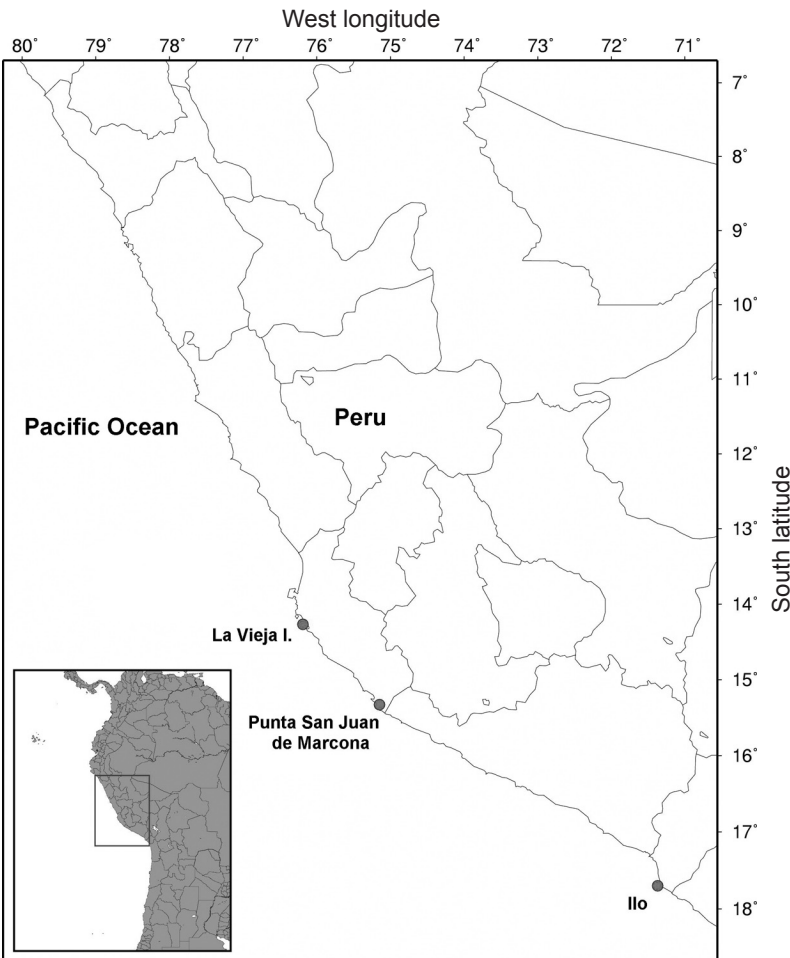 West longitude
80˚ 79˚ 78˚ 77˚ 76˚ 75˚ 74˚ 73˚ 72˚ 71˚
7˚
8˚
9˚
10˚
11˚
Peru
Pacific Ocean
12˚
South latitude
13˚
14˚
La Vieja I.
15˚
Punta San Juan
de Marcona
16˚
17˚
Ilo
18˚